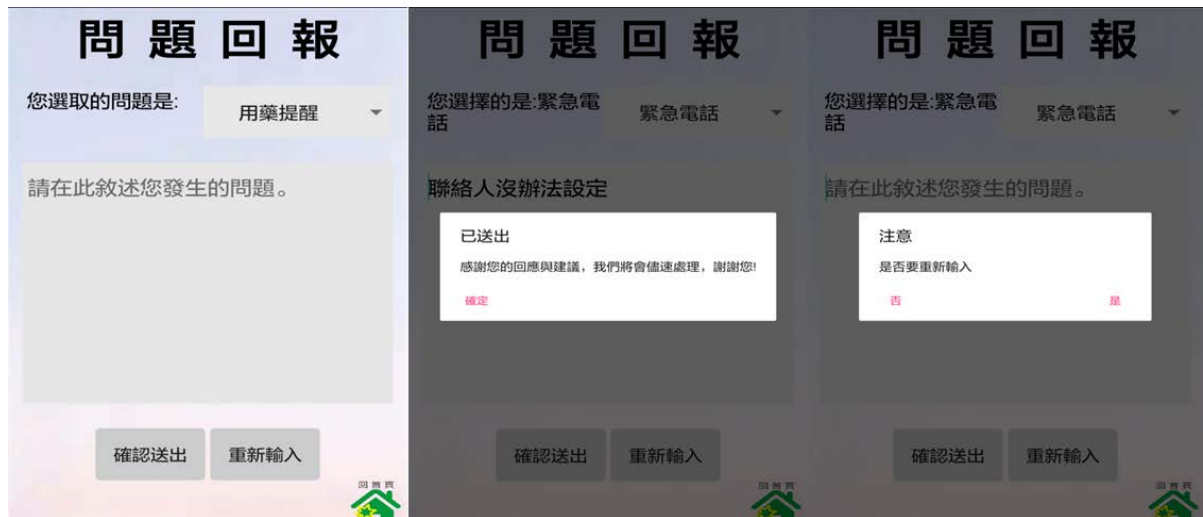 問題回報
您選取的問題是:
用藥提醒
請在此敘述您發生的問題。
確認送出
重新輸入
回首頁
問題回報
您選擇的是:緊急電
話
緊急電話
聯絡人沒辦法設定
已送出
感謝您的回應與建議，我們將會儘速處理，謝謝您!
確定
確認送出
重新輸入
回首頁
問題回報
您選擇的是:緊急電
話
緊急電話
請在此敘述您發生的問題。
注意
是否要重新輸入
否
是
確認送出
重新輸入
回首頁